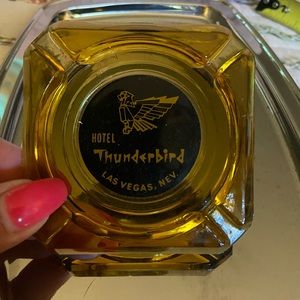 HOTEL
Thunderbird
LAS VEGAS, NEV.